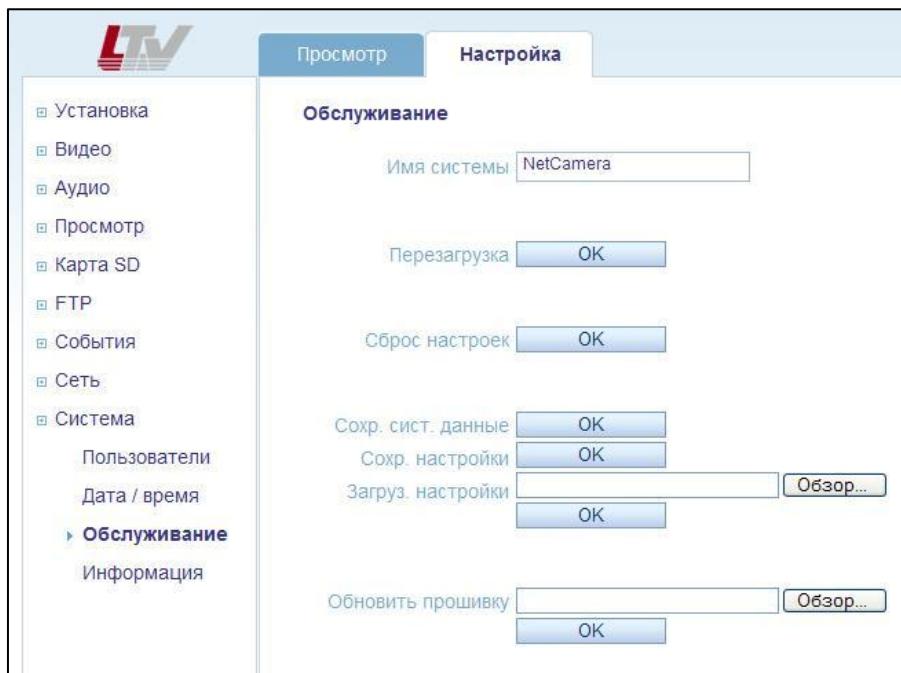 LTV
Просмотр
Настройка
Установка
Видео
Аудио
Просмотр
Карта SD
FTP
События
Сеть
Система
Пользователи
Дата / время
Обслуживание
Информация
Обслуживание
Имя системы NetCamera
Перезагрузка OK
Сброс настроек OK
Сохр. сист. данные OK
Сохр. настройки OK
Загруз. настройки Обзор...
OK
Обновить прошивку Обзор...
OK